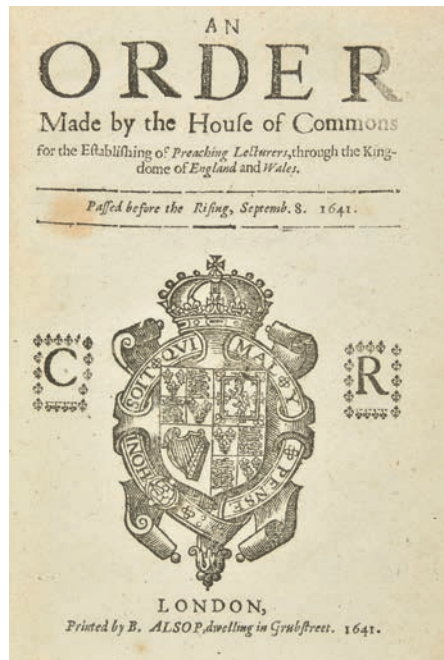 AN
ORDER
Made by the Houſe of Commons
for the Eſtabliſhing of Preaching Lecturers, through the King-
dome of England and Wales.
Paſſed before the Riſing, Septemb. 8. 1641.
C
R
HONI SOIT QUI MAL Y PENSE
LONDON,
Printed by B. ALSOP, dwelling in Grubſtreet. 1641.